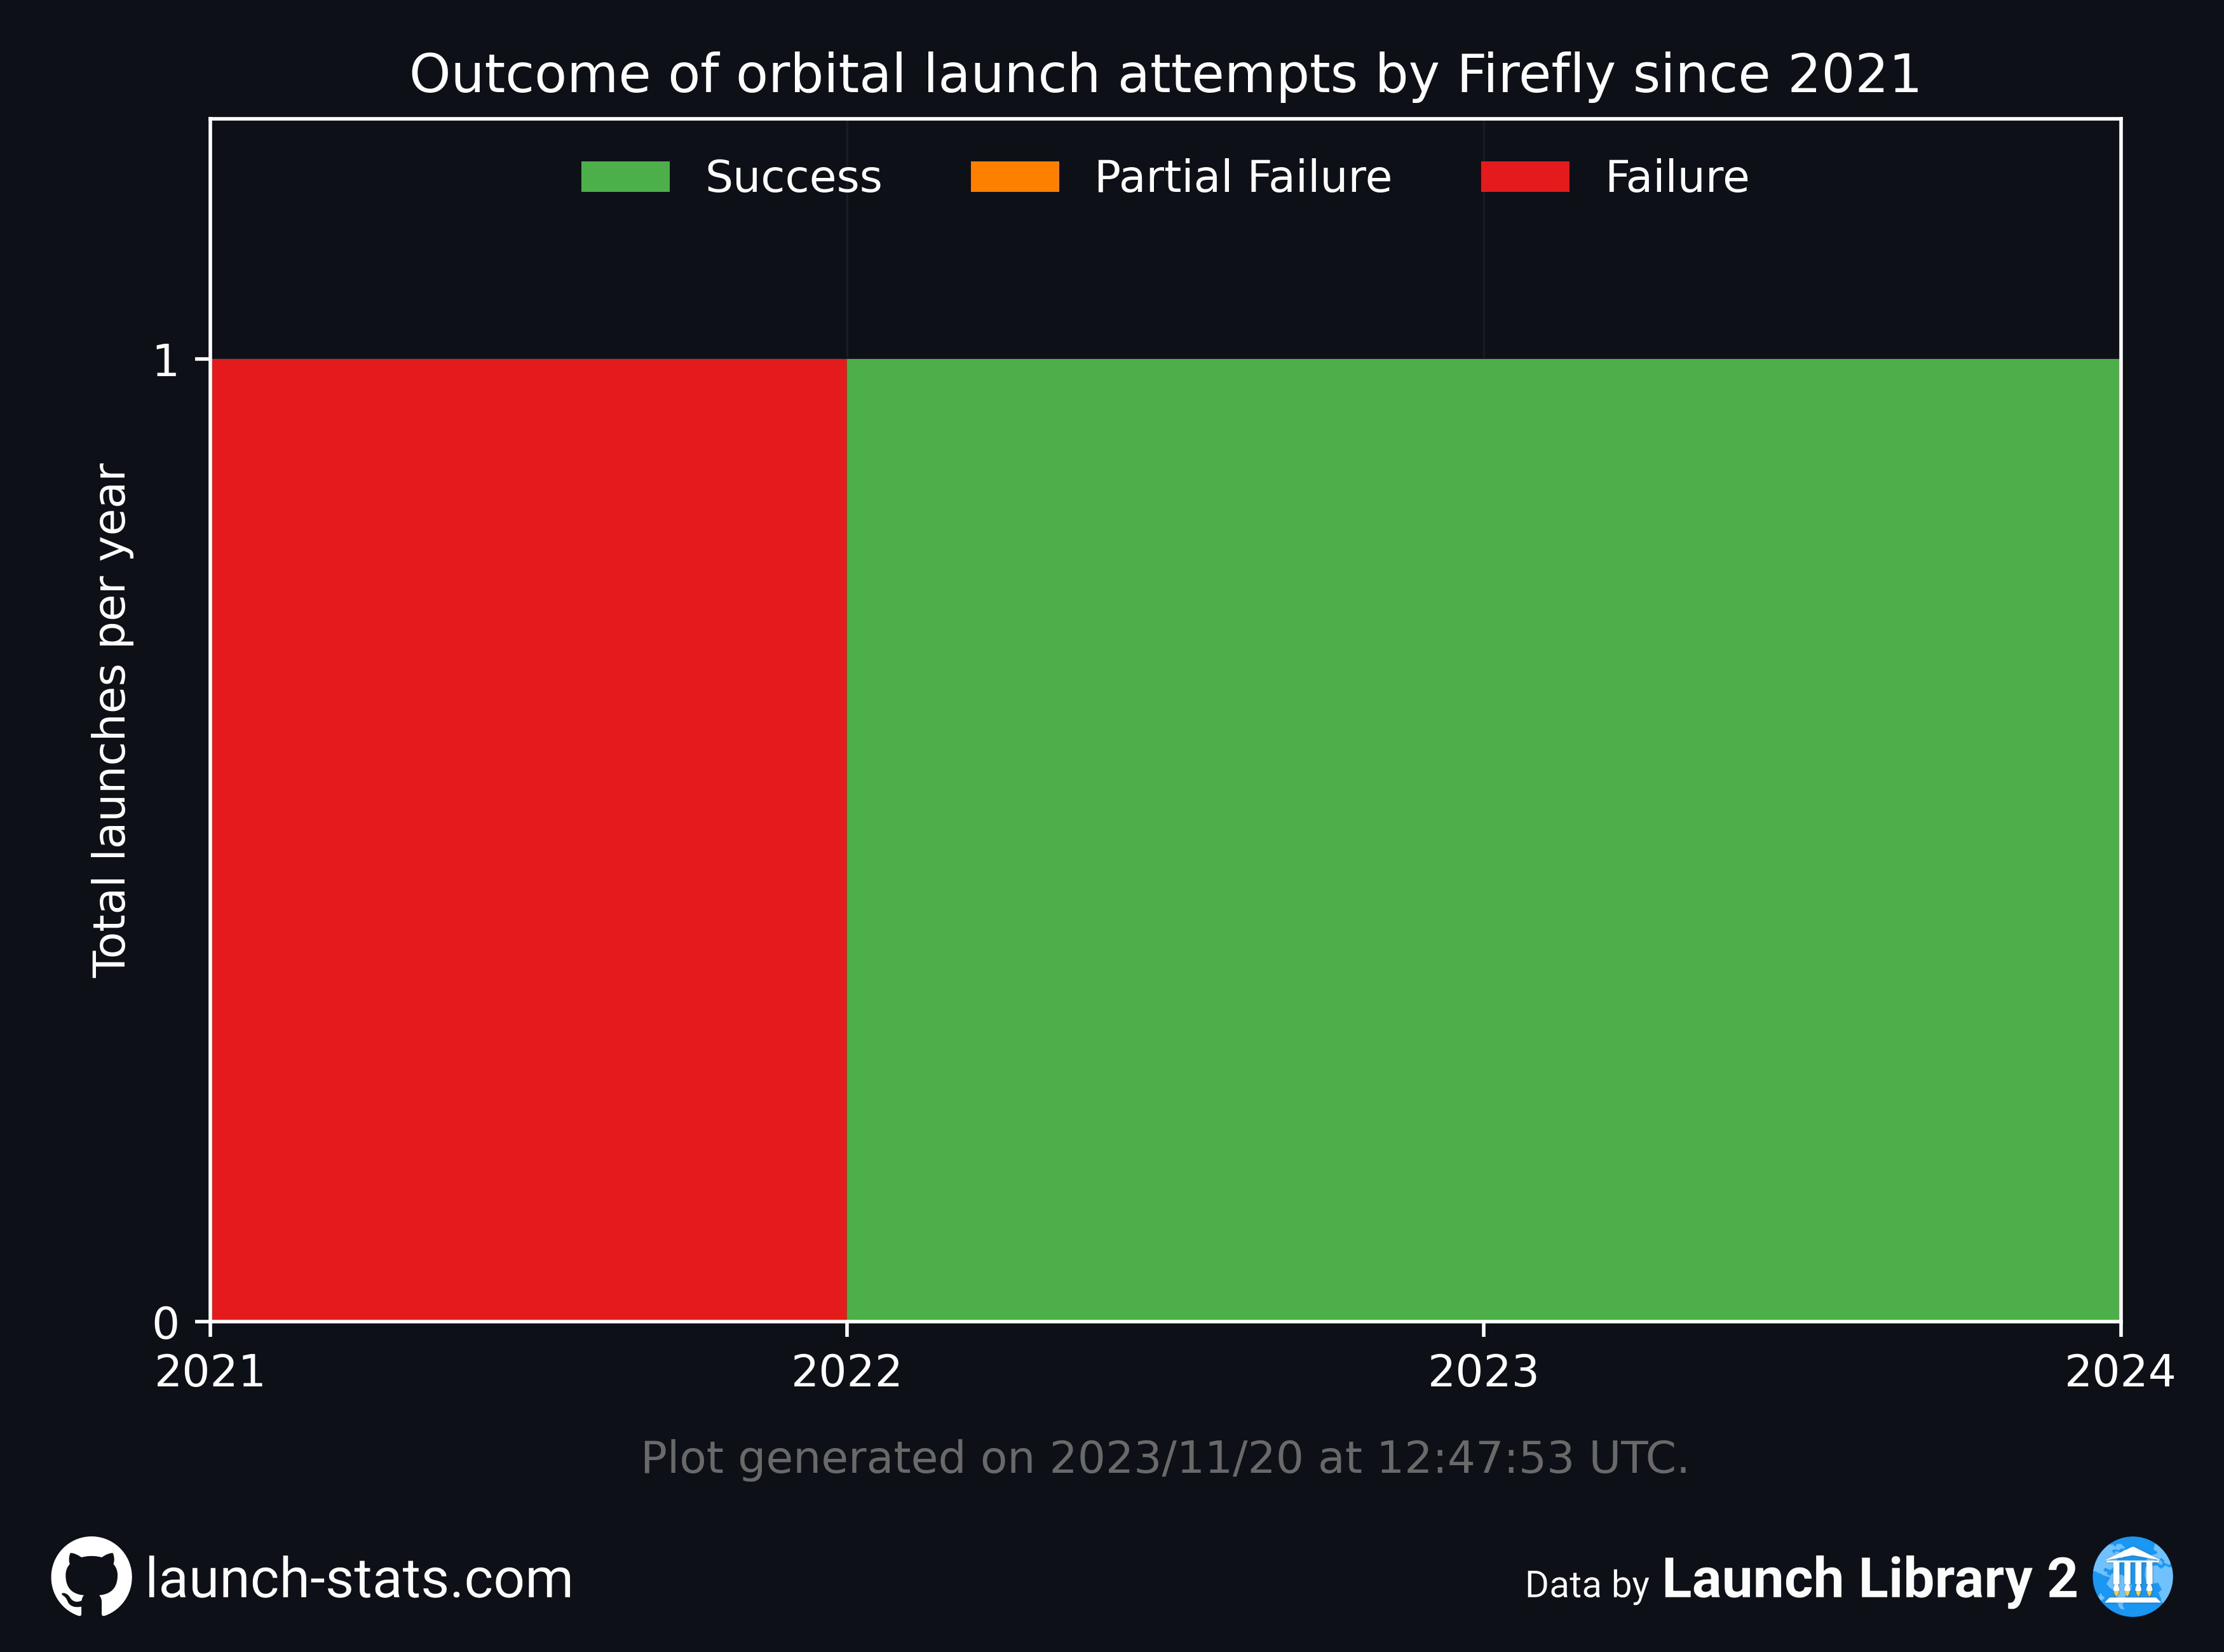 Outcome of orbital launch attempts by Firefly since 2021
Success Partial Failure Failure
1
Total launches per year
0
2021 2022 2023 2024
Plot generated on 2023/11/20 at 12:47:53 UTC.
launch-stats.com
Data by Launch Library 2